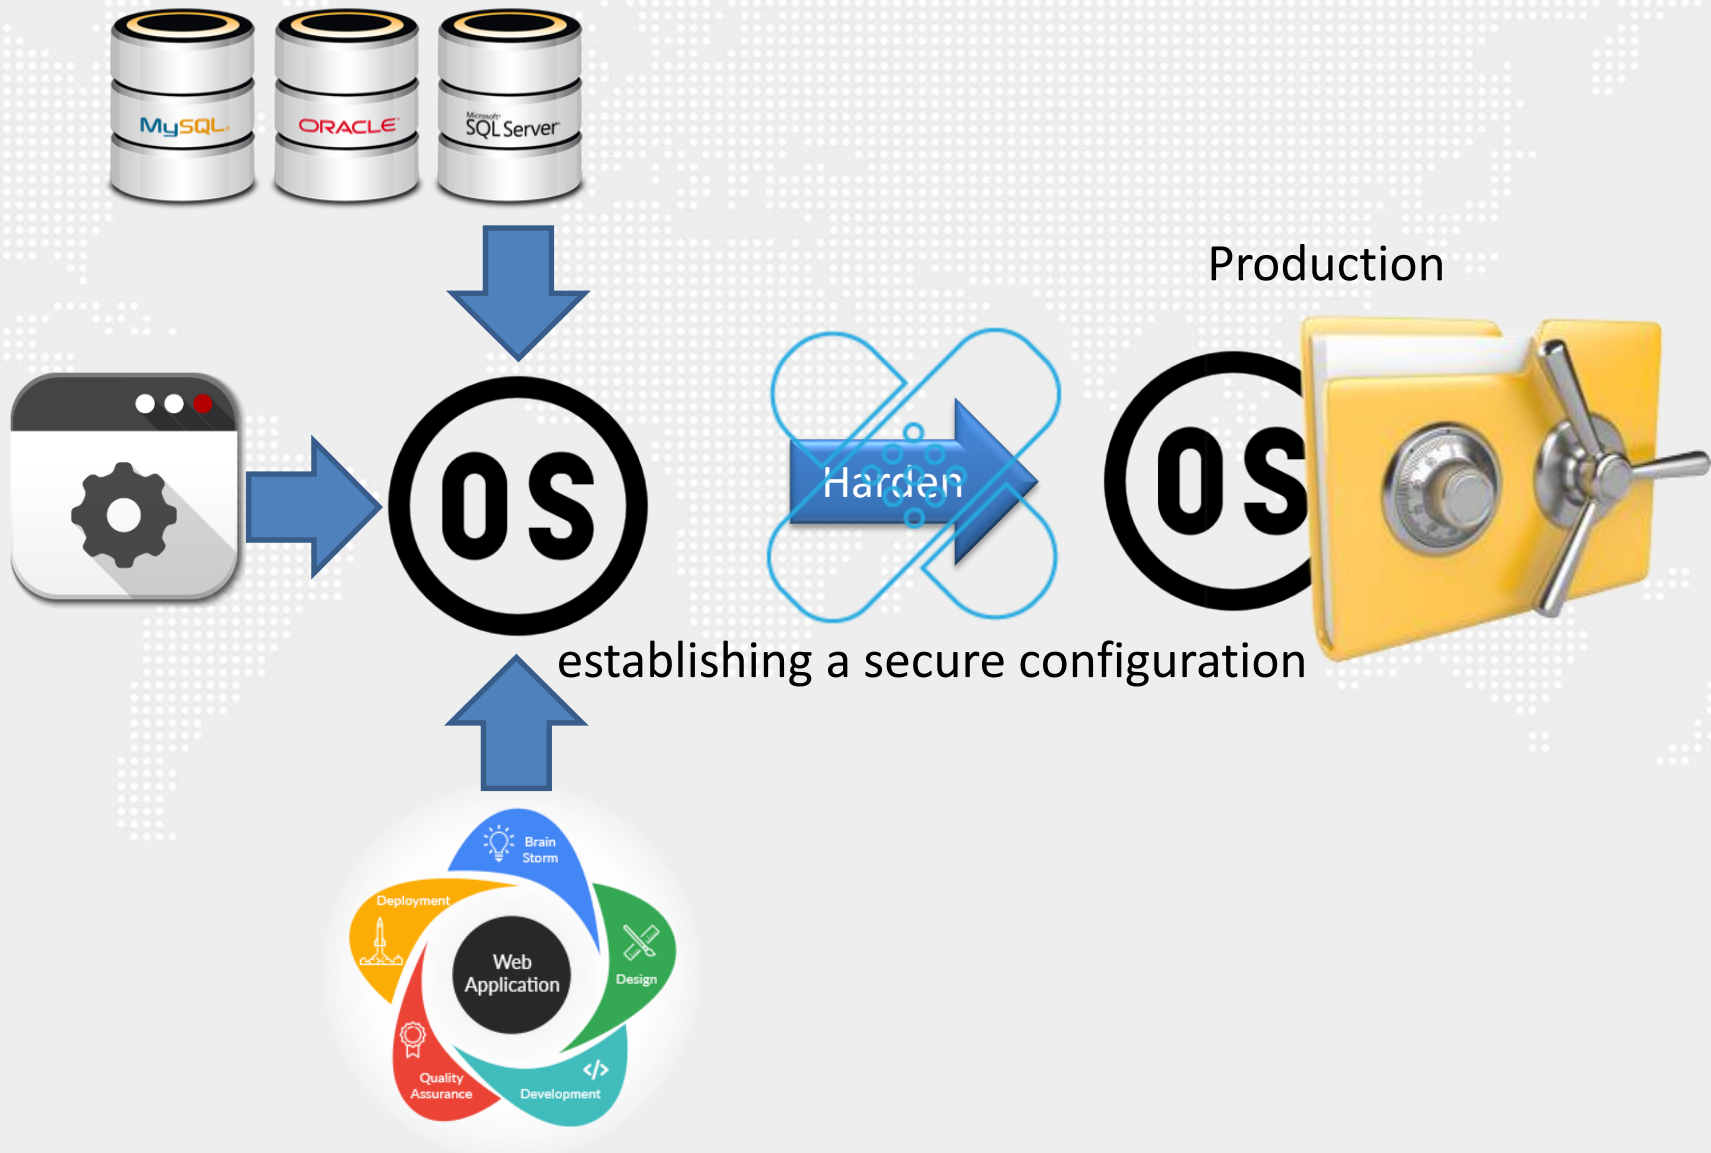 MySQL
ORACLE
Microsoft
SQL Server
Production
OS
Harden
OS
establishing a secure configuration
Brain
Storm
Deployment
Web
Application
Design
Quality
Assurance
</>
Development